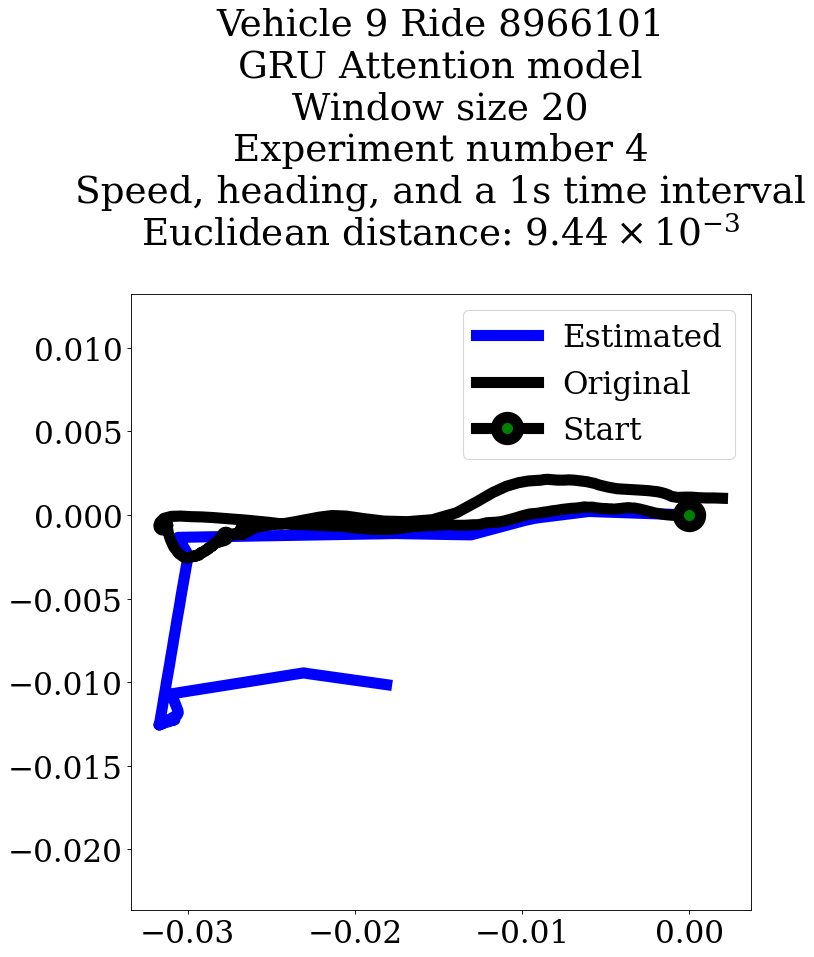 Vehicle 9 Ride 8966101
GRU Attention model
Window size 20
Experiment number 4
Speed, heading, and a 1s time interval
Euclidean distance: 9.44 × 10⁻³
Estimated
Original
Start
0.010
0.005
0.000
−0.005
−0.010
−0.015
−0.020
−0.03
−0.02
−0.01
0.00